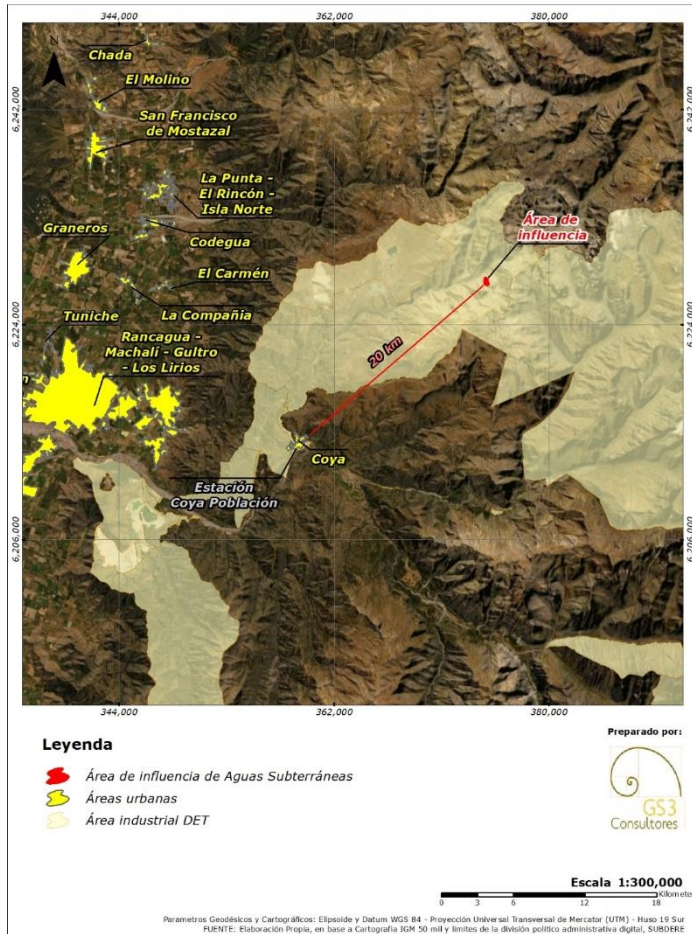 344,000
362,000
380,000
N
Chada
El Molino
6,242,000
6,242,000
San Francisco
de Mostazal
La Punta -
El Rincón -
Isla Norte
Graneros
Codegua
Área de
influencia
El Carmén
La Compañia
Tuniche
6,224,000
6,224,000
Rancagua -
Machalí - Gultro
- Los Lirios
20 km
n
Coya
Estación
Coya Población
6,206,000
6,206,000
344,000
362,000
380,000
Leyenda
Preparado por:
Área de influencia de Aguas Subterráneas
Áreas urbanas
Área industrial DET
GS3
Consultores
Escala 1:300,000
0 3 6 12 18 Kilomete
Parametros Geodésicos y Cartográficos: Elipsoide y Datum WGS 84 - Proyección Universal Transversal de Mercator (UTM) - Huso 19 Sur
FUENTE: Elaboración Propia, en base a Cartografía IGM 50 mil y limites de la división politico administrativa digital, SUBDERE